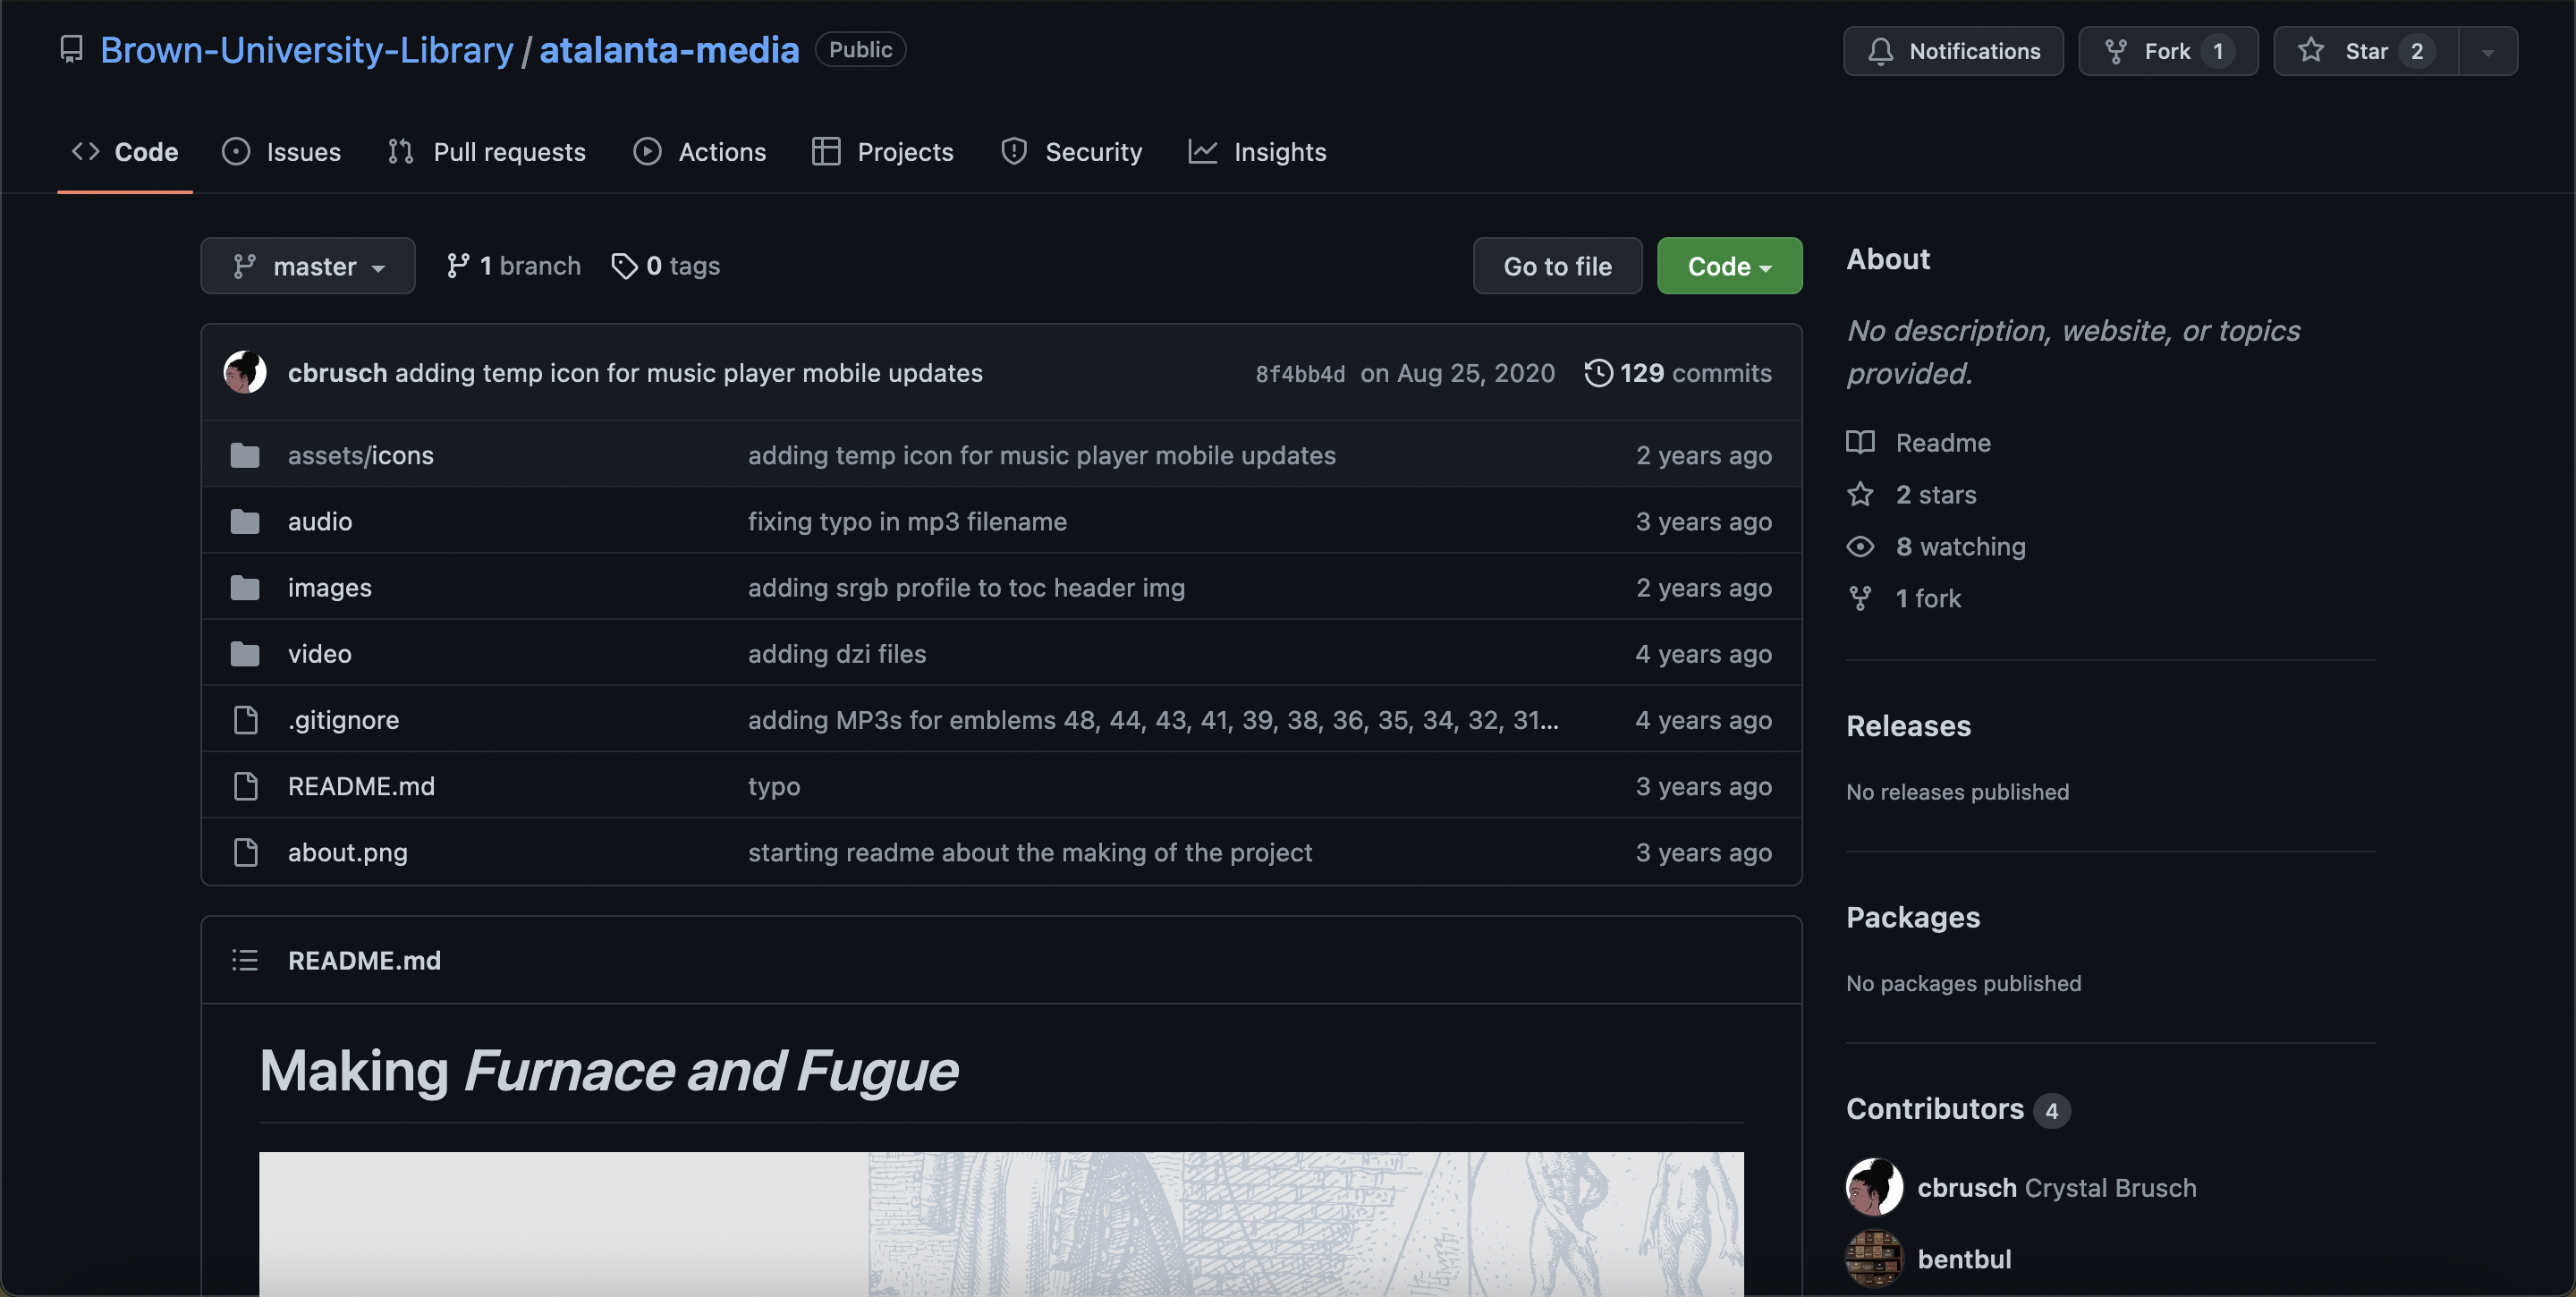 Brown-University-Library / atalanta-media Public
Notifications Fork 1 Star 2
Code Issues Pull requests Actions Projects Security Insights
master 1 branch 0 tags Go to file Code
cbrusch adding temp icon for music player mobile updates 8f4bb4d on Aug 25, 2020 129 commits
assets/icons adding temp icon for music player mobile updates 2 years ago
audio fixing typo in mp3 filename 3 years ago
images adding srgb profile to toc header img 2 years ago
video adding dzi files 4 years ago
.gitignore adding MP3s for emblems 48, 44, 43, 41, 39, 38, 36, 35, 34, 32, 31... 4 years ago
README.md typo 3 years ago
about.png starting readme about the making of the project 3 years ago
README.md
Making Furnace and Fugue
About
No description, website, or topics
provided.
Readme
2 stars
8 watching
1 fork
Releases
No releases published
Packages
No packages published
Contributors 4
cbrusch Crystal Brusch
bentbul